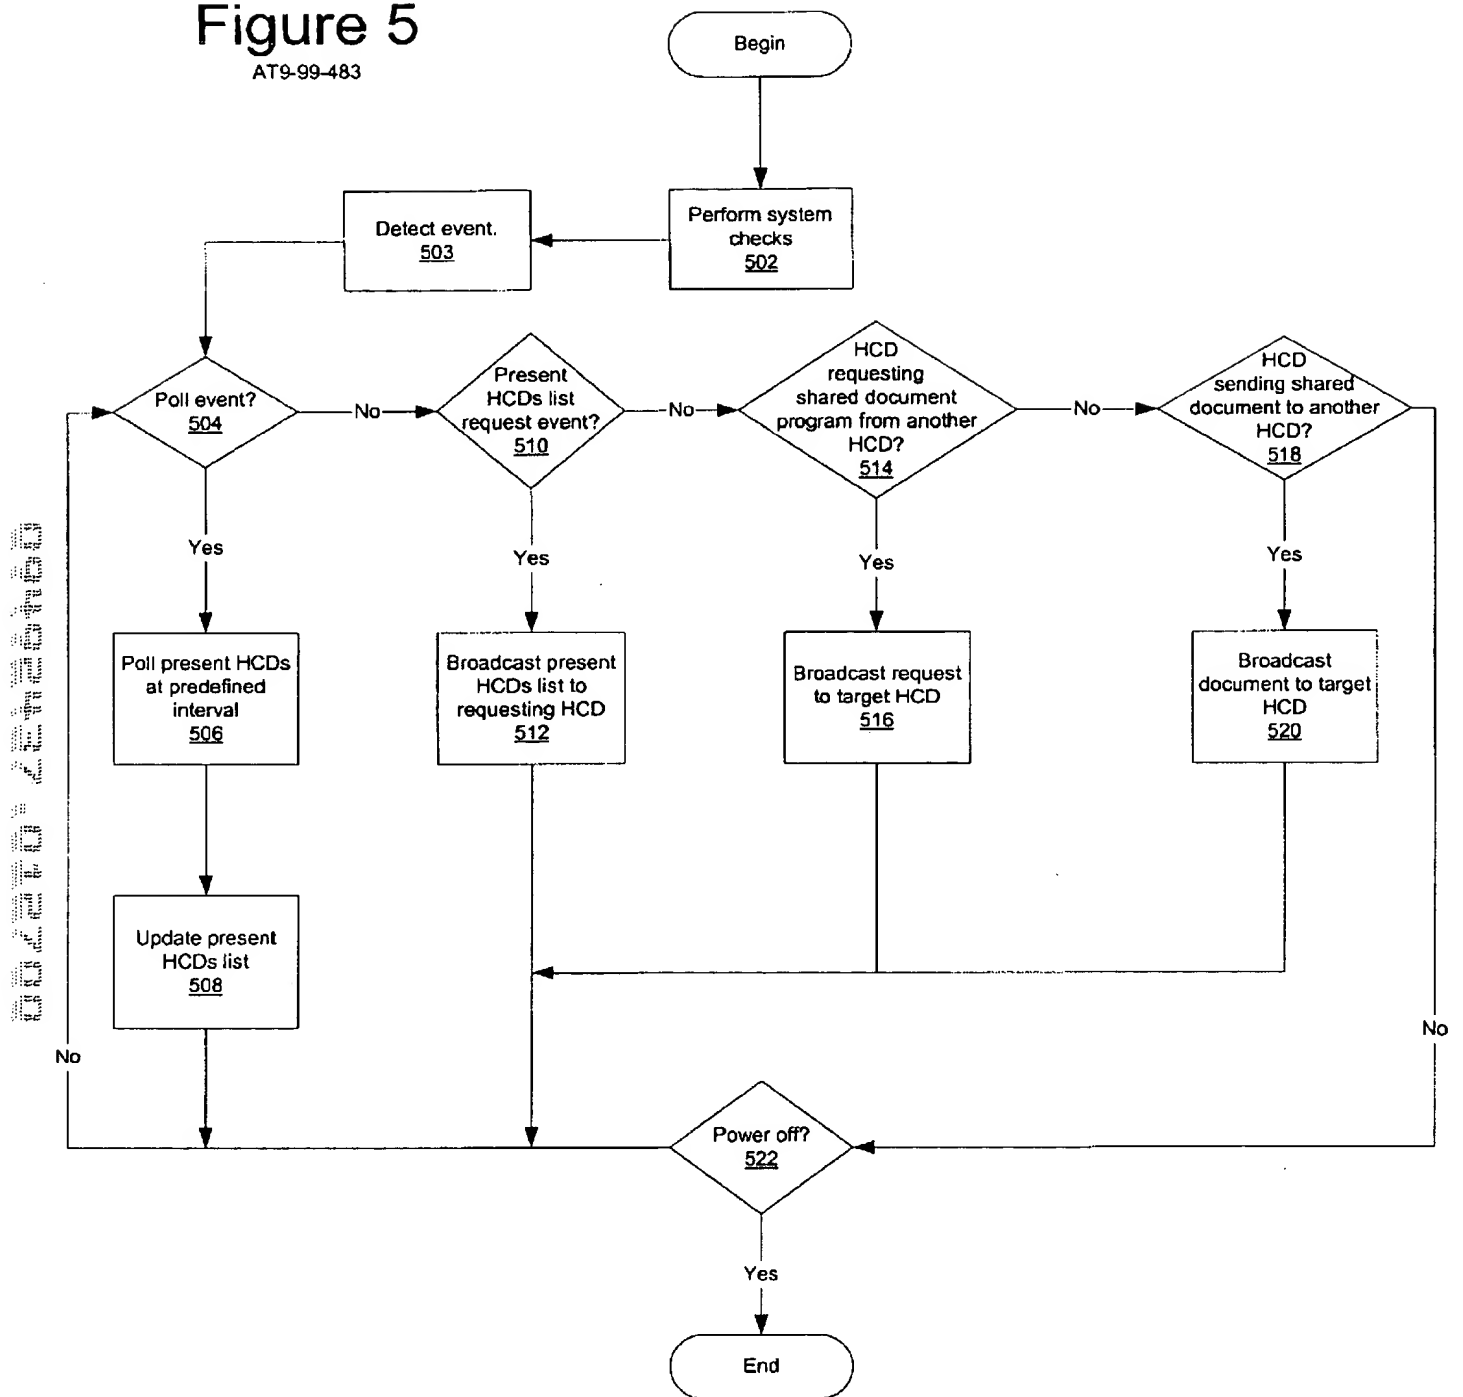 Figure 5
AT9-99-483
Begin
Perform system
checks
502
Detect event.
503
Poll event?
504
No
Present
HCDs list
request event?
510
No
HCD
requesting
shared document
program from another
HCD?
514
No
HCD
sending shared
document to another
HCD?
518
Yes
Yes
Yes
Yes
Poll present HCDs
at predefined
interval
506
Broadcast present
HCDs list to
requesting HCD
512
Broadcast request
to target HCD
516
Broadcast
document to target
HCD
520
Update present
HCDs list
508
No
No
Power off?
522
Yes
End